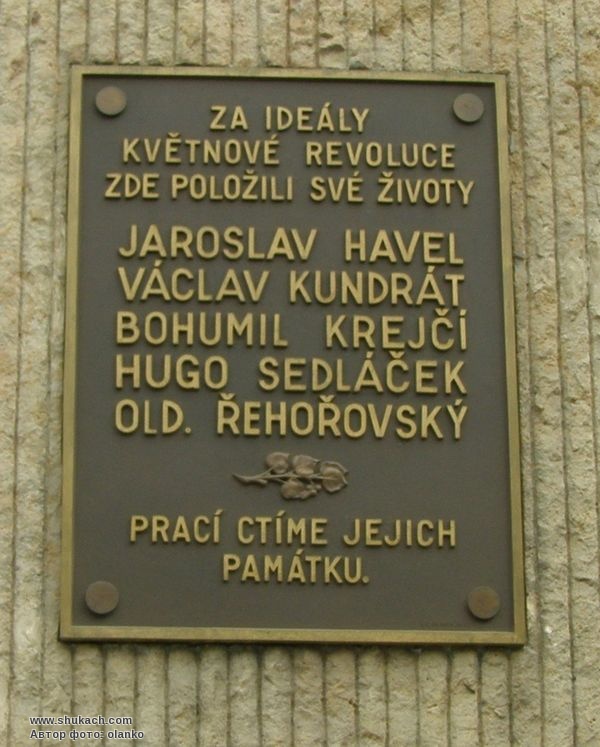 ZA IDEÁLY
KVĚTNOVÉ REVOLUCE
ZDE POLOŽILI SVÉ ŽIVOTY
JAROSLAV HAVEL
VÁCLAV KUNDRÁT
BOHUMIL KREJČÍ
HUGO SEDLÁČEK
OLD. ŘEHOŘOVSKÝ
PRACÍ CTÍME JEJICH
PAMÁTKU.
www.shukach.com
Автор фото: olanko